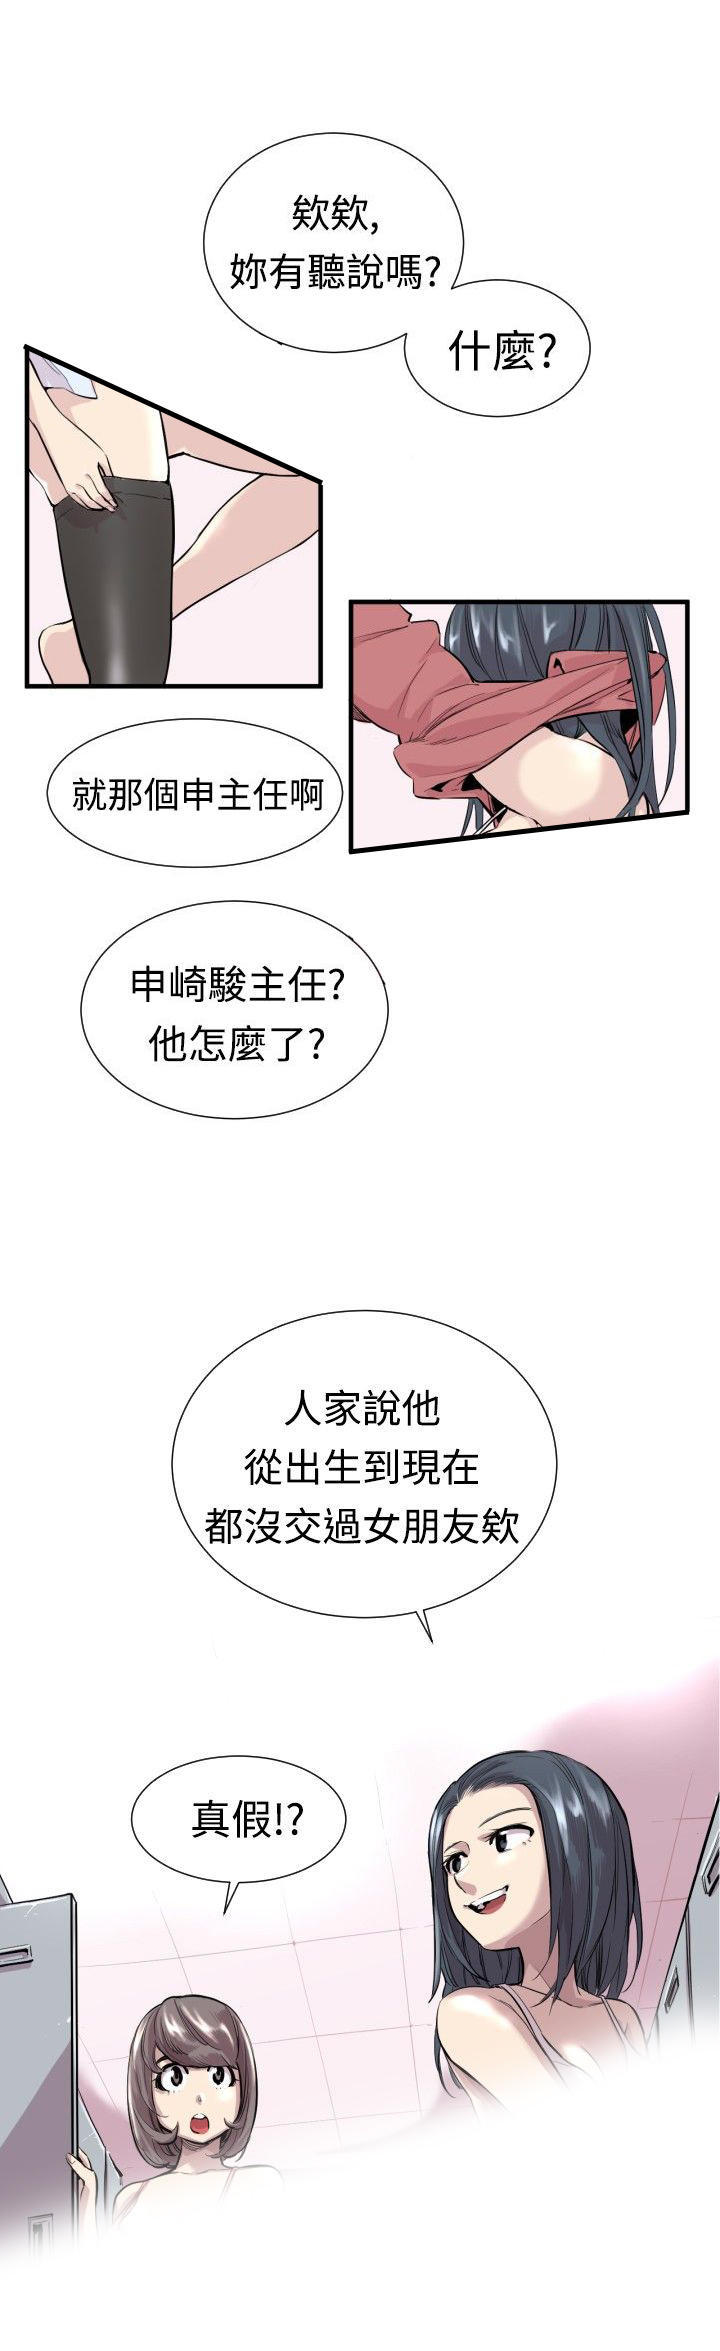 欸欸,
妳有聽說嗎?
什麼?
就那個申主任啊
申崎駿主任?
他怎麼了?
人家說他
從出生到現在
都沒交過女朋友欸
真假!?